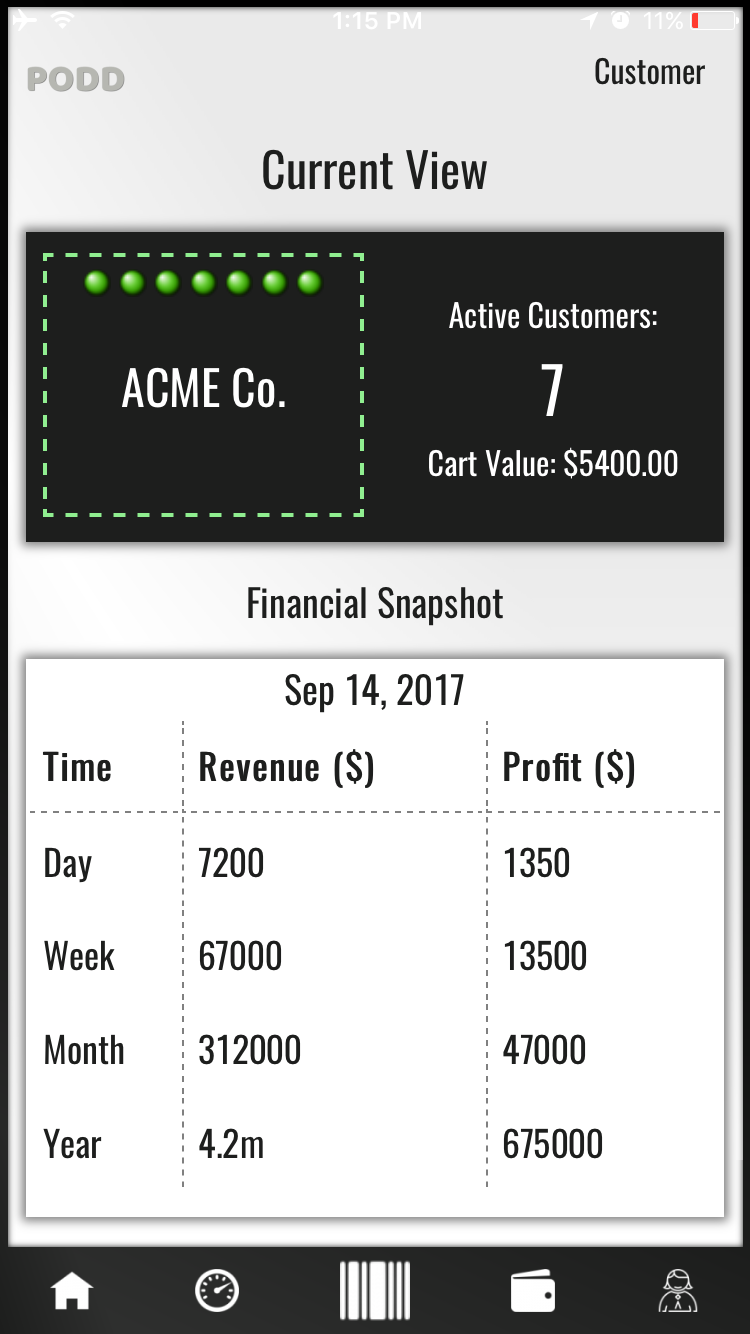 1:15 PM 11%
PODD
Customer
Current View
ACME Co.
Active Customers:
7
Cart Value: $5400.00
Financial Snapshot
Sep 14, 2017
Time Revenue ($) Profit ($)
Day 7200 1350
Week 67000 13500
Month 312000 47000
Year 4.2m 675000